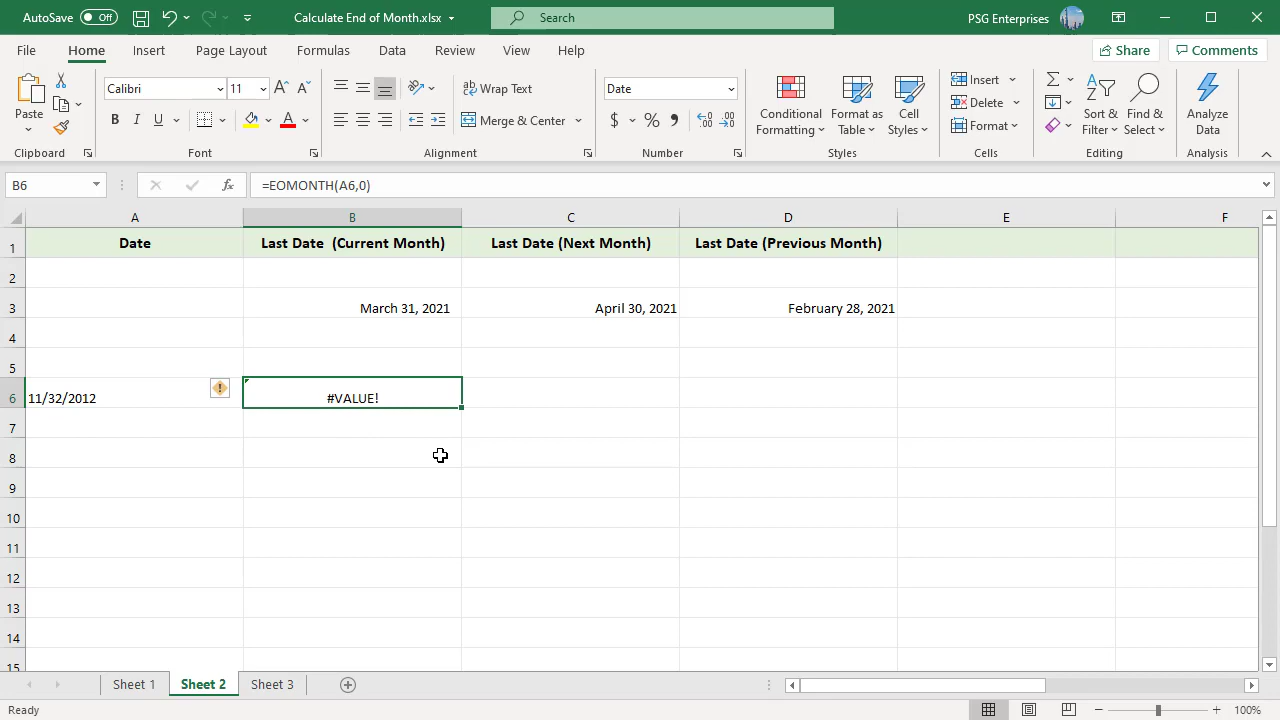 AutoSave Off Calculate End of Month.xlsx Search PSG Enterprises
File Home Insert Page Layout Formulas Data Review View Help Share Comments
Paste
Clipboard
Calibri 11 A A
B I U A
Font
ab Wrap Text
Merge & Center
Alignment
Date
$ % ,
Number
Conditional Formatting
Format as Table
Cell Styles
Styles
Insert
Delete
Format
Cells
Sort & Filter
Find & Select
Editing
Analyze Data
Analysis
B6 fx =EOMONTH(A6,0)
A B C D E F
1 Date Last Date (Current Month) Last Date (Next Month) Last Date (Previous Month)
2
3 March 31, 2021 April 30, 2021 February 28, 2021
4
5
6 11/32/2012 #VALUE!
7
8
9
10
11
12
13
14
15
Sheet 1 Sheet 2 Sheet 3
Ready 100%